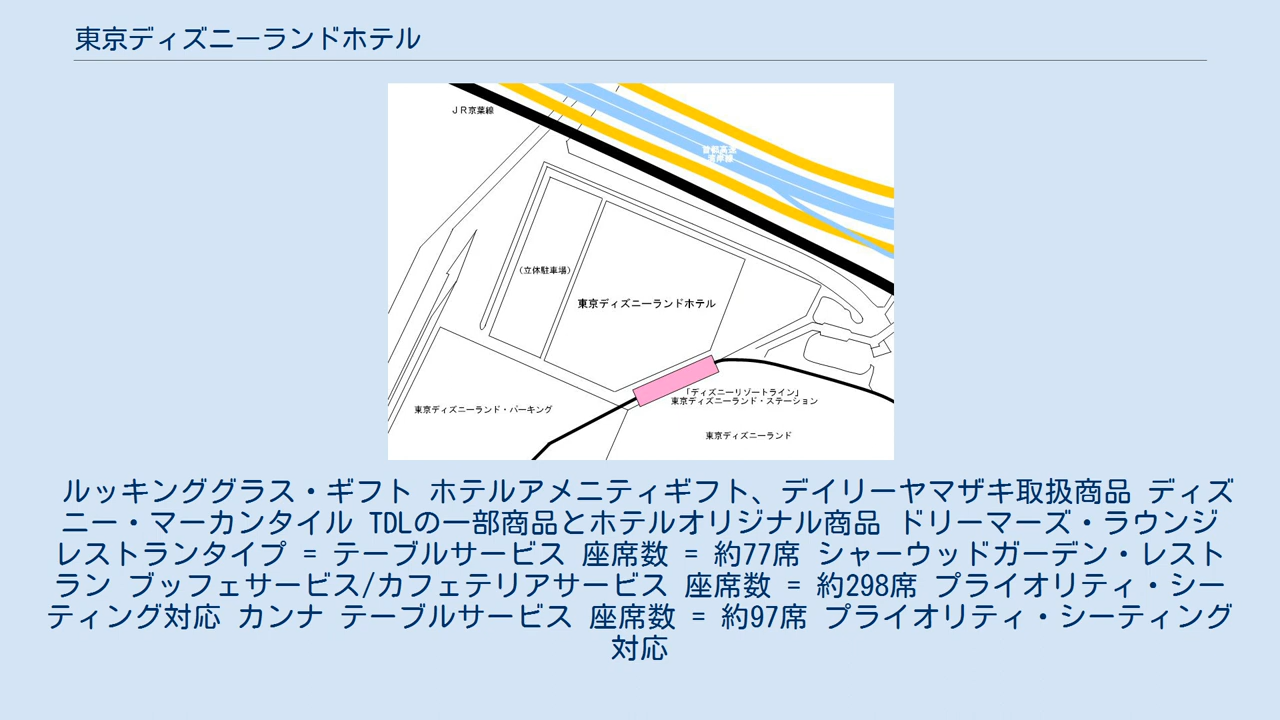 東京ディズニーランドホテル
ＪＲ京葉線
首都高速
湾岸線
（立体駐車場）
東京ディズニーランドホテル
「ディズニーリゾートライン」
東京ディズニーランド・ステーション
東京ディズニーランド・パーキング
東京ディズニーランド
ルッキンググラス・ギフト ホテルアメニティギフト、デイリーヤマザキ取扱商品 ディズ
ニー・マーカンタイル TDLの一部商品とホテルオリジナル商品 ドリーマーズ・ラウンジ
レストランタイプ = テーブルサービス 座席数 = 約77席 シャーウッドガーデン・レスト
ラン ブッフェサービス/カフェテリアサービス 座席数 = 約298席 プライオリティ・シー
ティング対応 カンナ テーブルサービス 座席数 = 約97席 プライオリティ・シーティング
対応